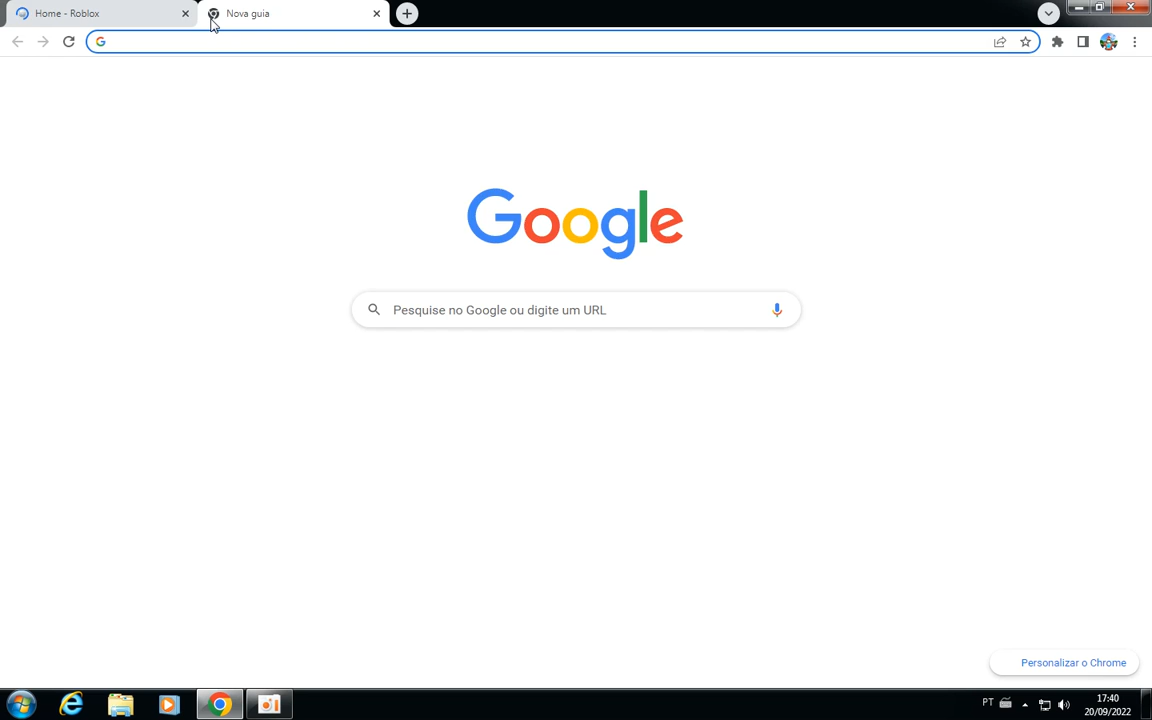 Home - Roblox
Nova guia
Google
Pesquise no Google ou digite um URL
Personalizar o Chrome
PT
17:40
20/09/2022